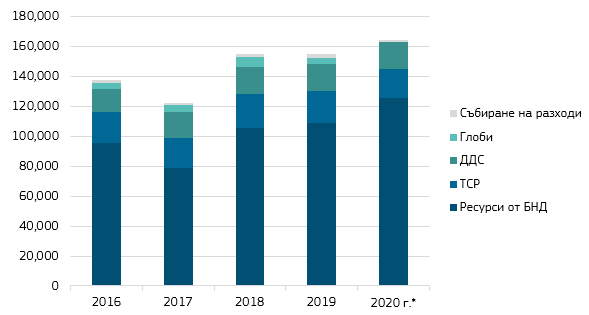 180,000
160,000
140,000
120,000
100,000
80,000
60,000
40,000
20,000
0
2016 2017 2018 2019 2020 г.*
Събиране на разходи
Глоби
ДДС
ТСР
Ресурси от БНД